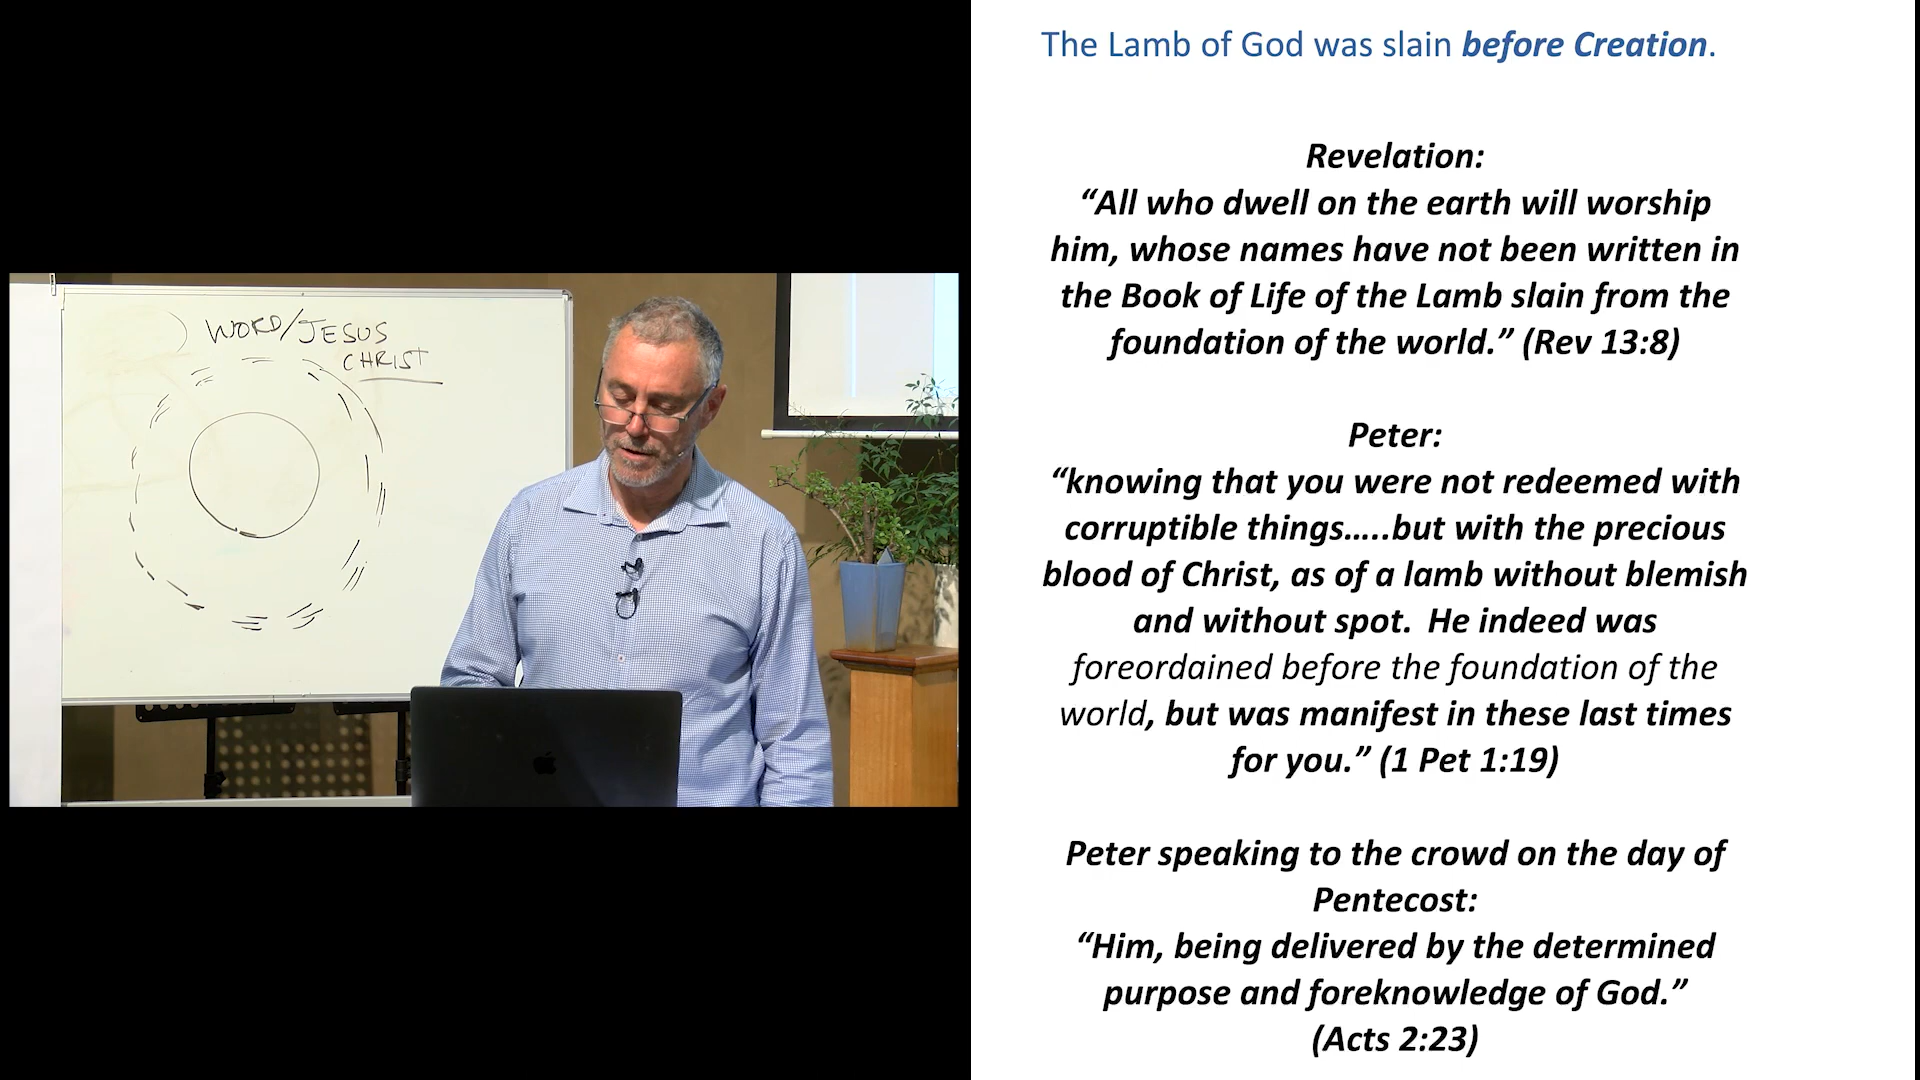 WORD/JESUS
CHRIST
The Lamb of God was slain before Creation.
Revelation:
“All who dwell on the earth will worship
him, whose names have not been written in
the Book of Life of the Lamb slain from the
foundation of the world.” (Rev 13:8)
Peter:
“knowing that you were not redeemed with
corruptible things…..but with the precious
blood of Christ, as of a lamb without blemish
and without spot.  He indeed was
foreordained before the foundation of the
world, but was manifest in these last times
for you.” (1 Pet 1:19)
Peter speaking to the crowd on the day of
Pentecost:
“Him, being delivered by the determined
purpose and foreknowledge of God.”
(Acts 2:23)